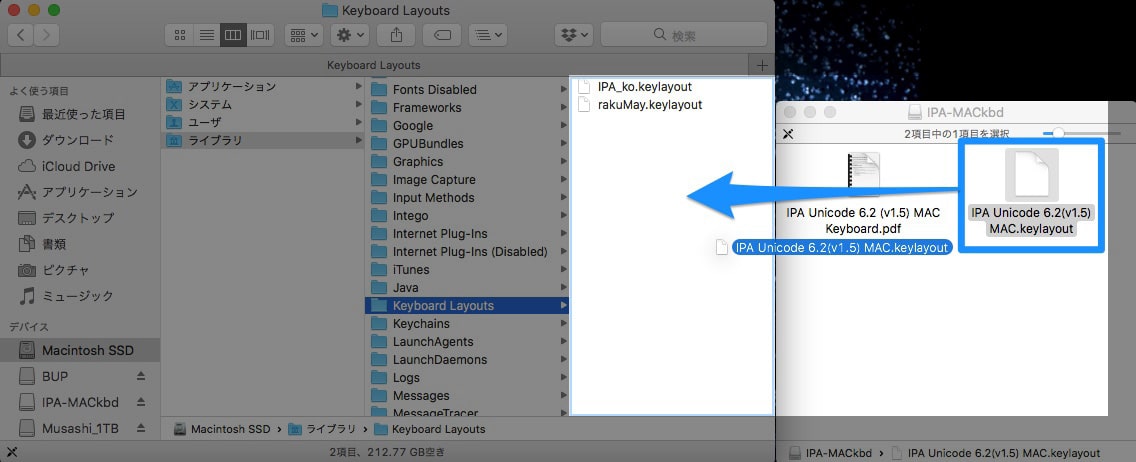 Keyboard Layouts
検索
Keyboard Layouts
よく使う項目
最近使った項目
ダウンロード
iCloud Drive
アプリケーション
デスクトップ
書類
ピクチャ
ミュージック
デバイス
Macintosh SSD
BUP
IPA-MACkbd
Musashi_1TB
アプリケーション
システム
ユーザ
ライブラリ
Fonts Disabled
Frameworks
Google
GPUBundles
Graphics
Image Capture
Input Methods
Intego
Internet Plug-Ins
Internet Plug-Ins (Disabled)
iTunes
Java
Keyboard Layouts
Keychains
LaunchAgents
LaunchDaemons
Logs
Messages
MessageTracer
IPA_ko.keylayout
rakuMay.keylayout
Macintosh SSD › ライブラリ › Keyboard Layouts
2項目、212.77 GB空き
IPA-MACkbd
2項目中の1項目を選択
IPA Unicode 6.2 (v1.5) MAC
Keyboard.pdf
IPA Unicode 6.2(v1.5)
MAC.keylayout
IPA Unicode 6.2(v1.5) MAC.keylayout
IPA-MACkbd › IPA Unicode 6.2(v1.5) MAC.keylayout